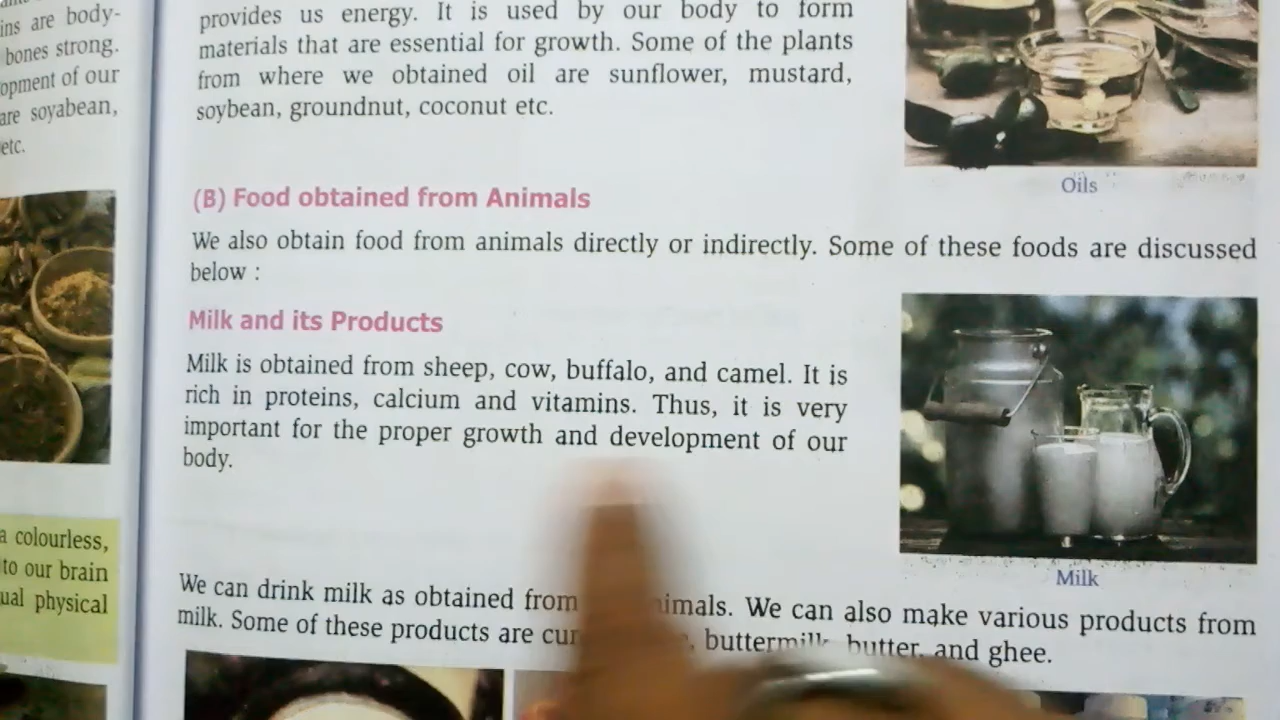 ins are body-
bones strong.
opment of our
are soyabean,
etc.
a colourless,
to our brain
ual physical
provides us energy. It is used by our body to form
materials that are essential for growth. Some of the plants
from where we obtained oil are sunflower, mustard,
soybean, groundnut, coconut etc.
Oils
(B) Food obtained from Animals
We also obtain food from animals directly or indirectly. Some of these foods are discussed
below :
Milk and its Products
Milk is obtained from sheep, cow, buffalo, and camel. It is
rich in proteins, calcium and vitamins. Thus, it is very
important for the proper growth and development of our
body.
Milk
We can drink milk as obtained from imals. We can also make various products from
milk. Some of these products are cur , buttermilk, butter, and ghee.